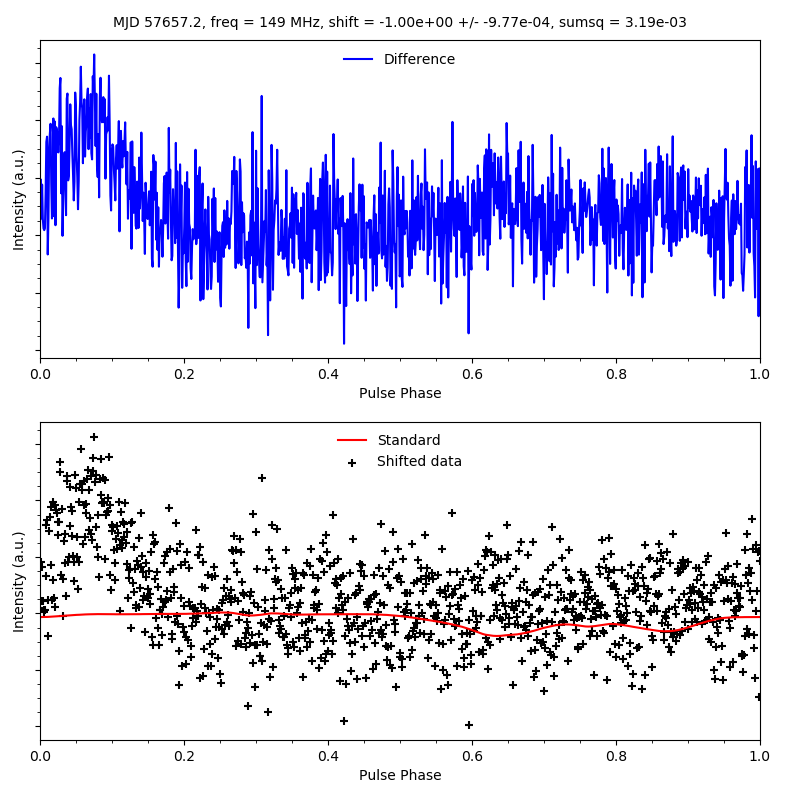 MJD 57657.2, freq = 149 MHz, shift = -1.00e+00 +/- -9.77e-04, sumsq = 3.19e-03
Difference
Intensity (a.u.)
0.0 0.2 0.4 0.6 0.8 1.0
Pulse Phase
Standard
Shifted data
Intensity (a.u.)
0.0 0.2 0.4 0.6 0.8 1.0
Pulse Phase